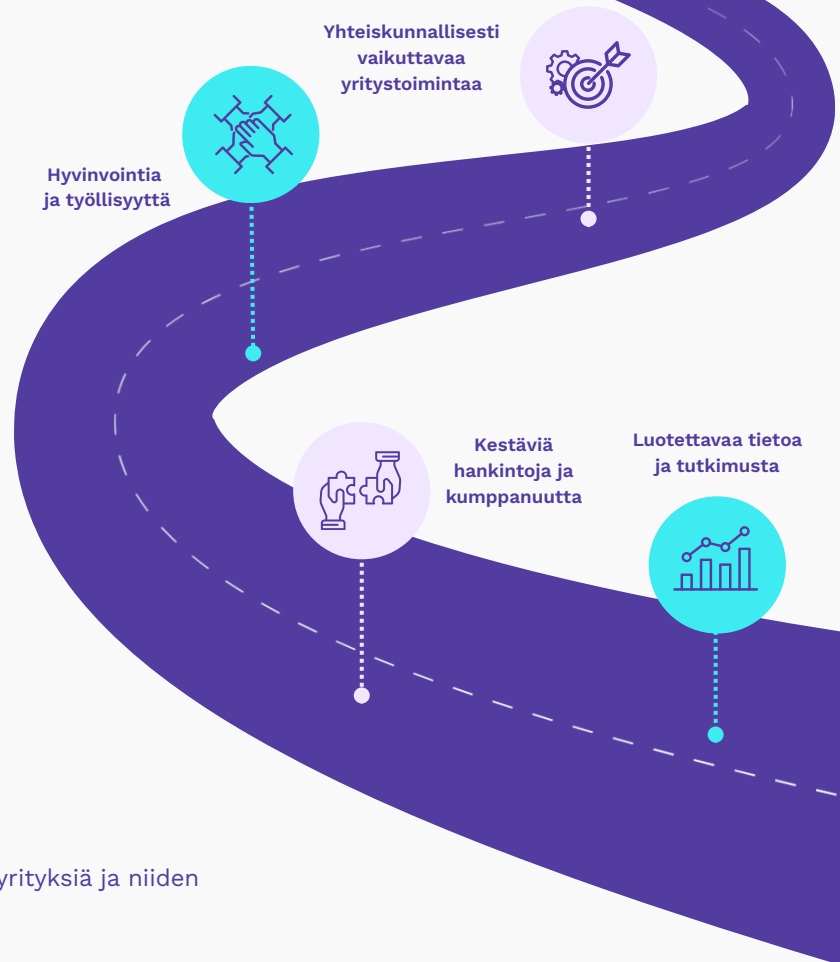 Yhteiskunnallisesti
vaikuttavaa
yritystoimintaa
Hyvinvointia
ja työllisyyttä
Kestäviä
hankintoja ja
kumppanuutta
Luotettavaa tietoa
ja tutkimusta
yrityksiä ja niiden